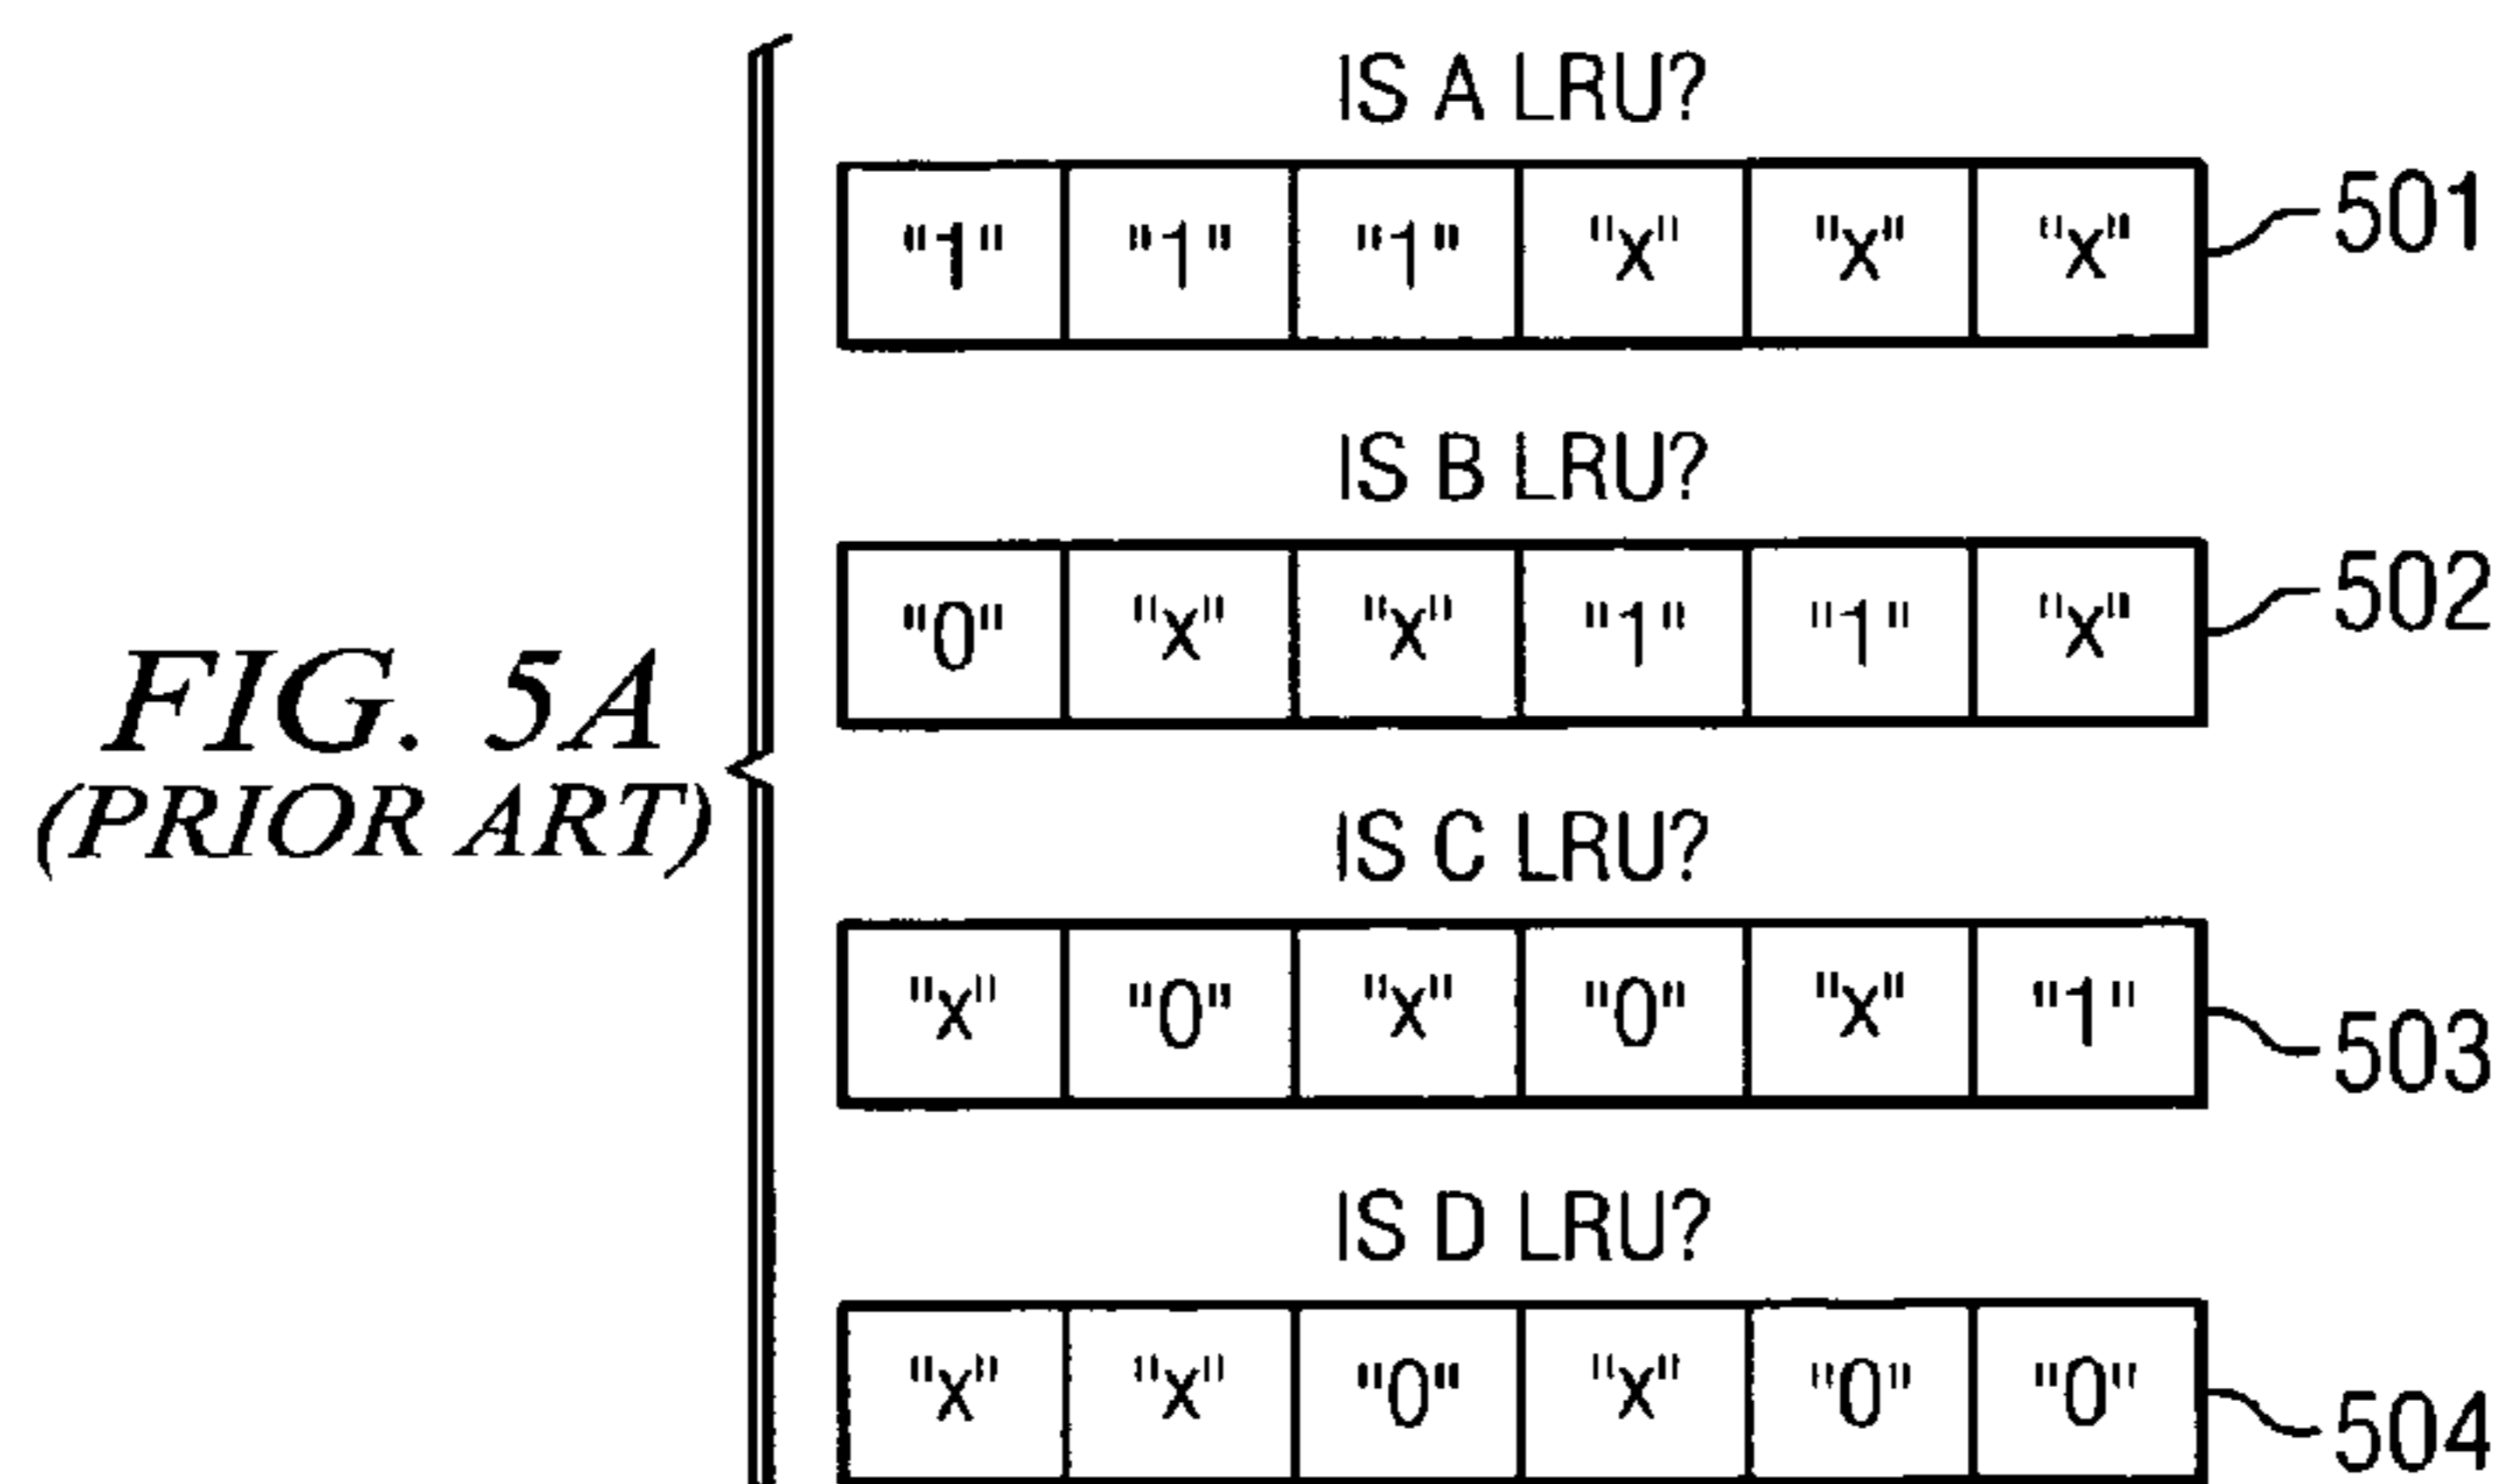 IS A LRU?
"1" "1" "1" "x" "x" "x" 501
IS B LRU?
"0" "x" "x" "1" "1" "x" 502
FIG. 5A
(PRIOR ART)
IS C LRU?
"x" "0" "x" "0" "x" "1" 503
IS D LRU?
"x" "x" "0" "x" "0" "0" 504